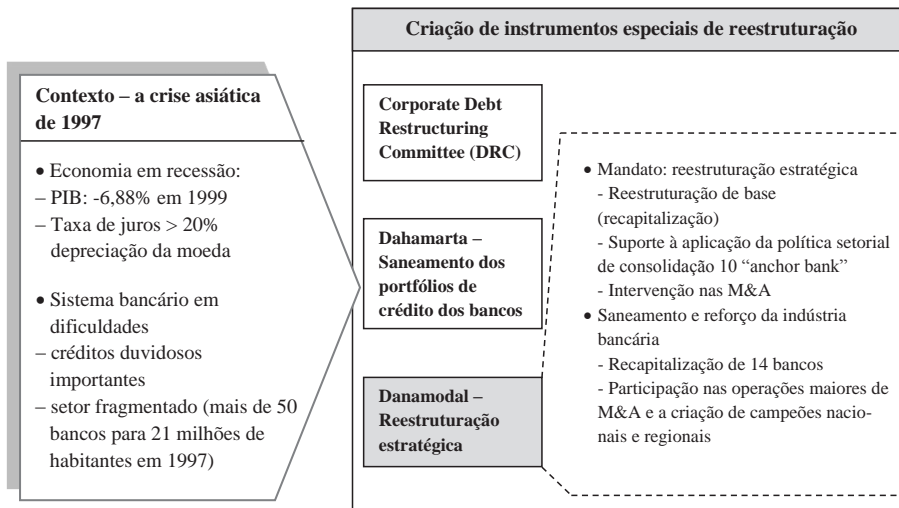 Criação de instrumentos especiais de reestruturação
Contexto – a crise asiática
de 1997
• Economia em recessão:
– PIB: -6,88% em 1999
– Taxa de juros > 20%
depreciação da moeda
• Sistema bancário em
dificuldades
– créditos duvidosos
importantes
– setor fragmentado (mais de 50
bancos para 21 milhões de
habitantes em 1997)
Corporate Debt
Restructuring
Committee (DRC)
Dahamarta –
Saneamento dos
portfólios de
crédito dos bancos
Danamodal –
Reestruturação
estratégica
• Mandato: reestruturação estratégica
- Reestruturação de base
(recapitalização)
- Suporte à aplicação da política setorial
de consolidação 10 “anchor bank”
- Intervenção nas M&A
• Saneamento e reforço da indústria
bancária
- Recapitalização de 14 bancos
- Participação nas operações maiores de
M&A e a criação de campeões nacio-
nais e regionais